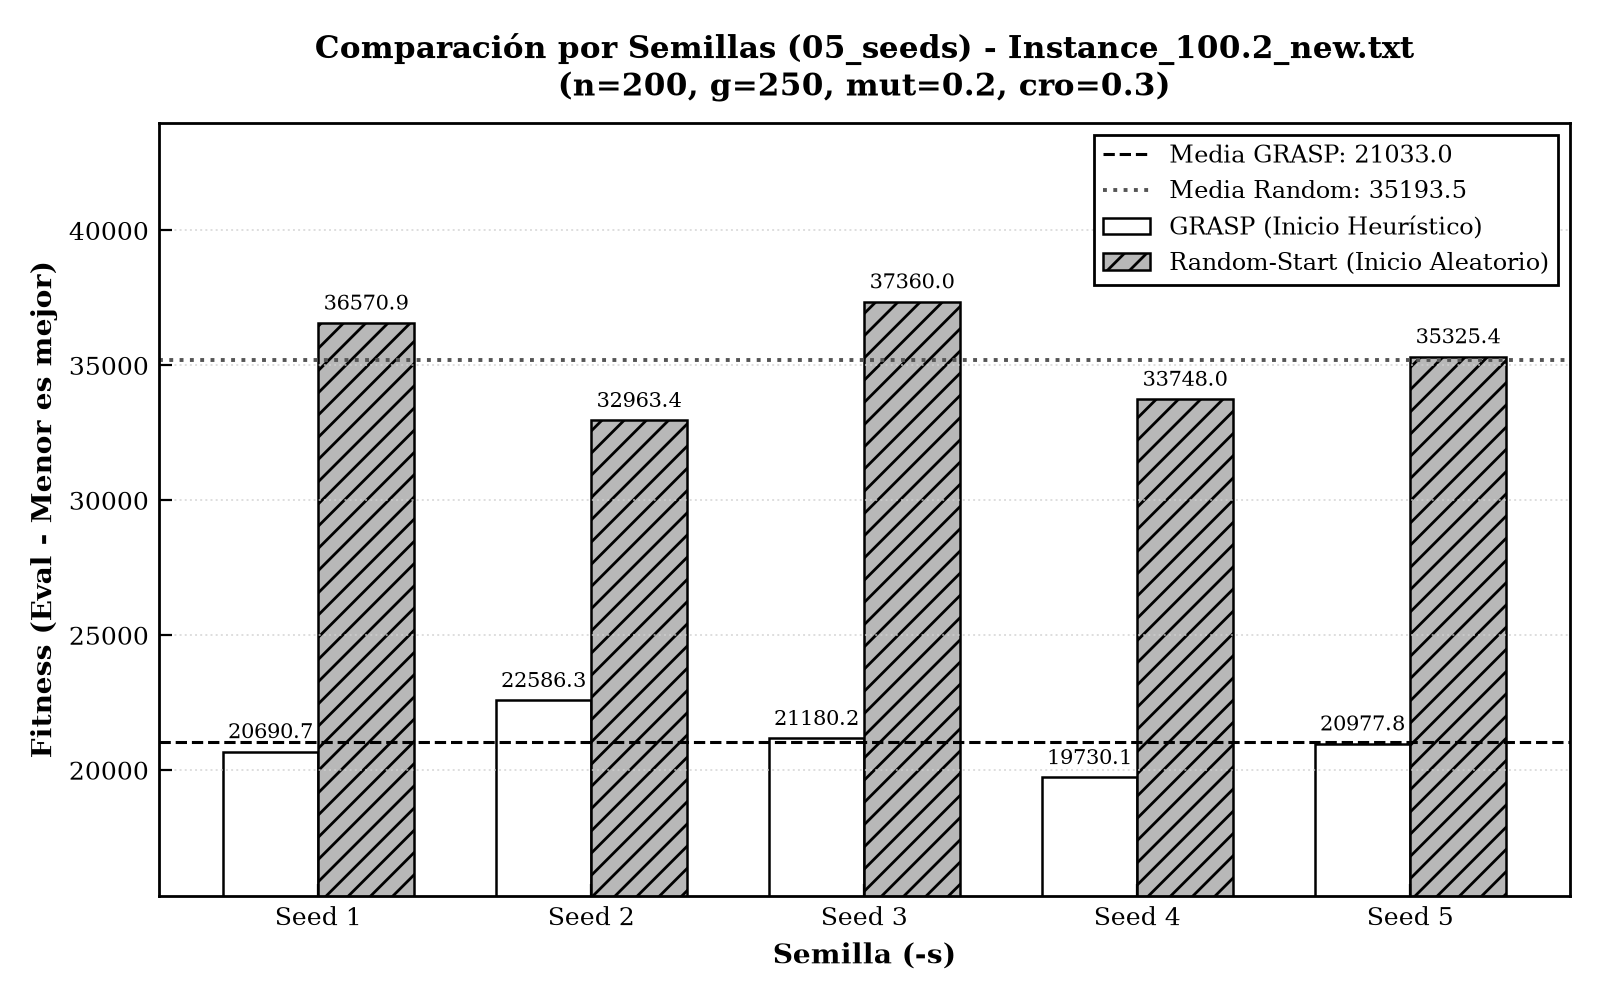 Comparación por Semillas (05_seeds) - Instance_100.2_new.txt
(n=200, g=250, mut=0.2, cro=0.3)
Media GRASP: 21033.0
Media Random: 35193.5
GRASP (Inicio Heurístico)
Random-Start (Inicio Aleatorio)
Fitness (Eval - Menor es mejor)
40000
35000
30000
25000
20000
20690.7
36570.9
22586.3
32963.4
21180.2
37360.0
19730.1
33748.0
20977.8
35325.4
Seed 1
Seed 2
Seed 3
Seed 4
Seed 5
Semilla (-s)